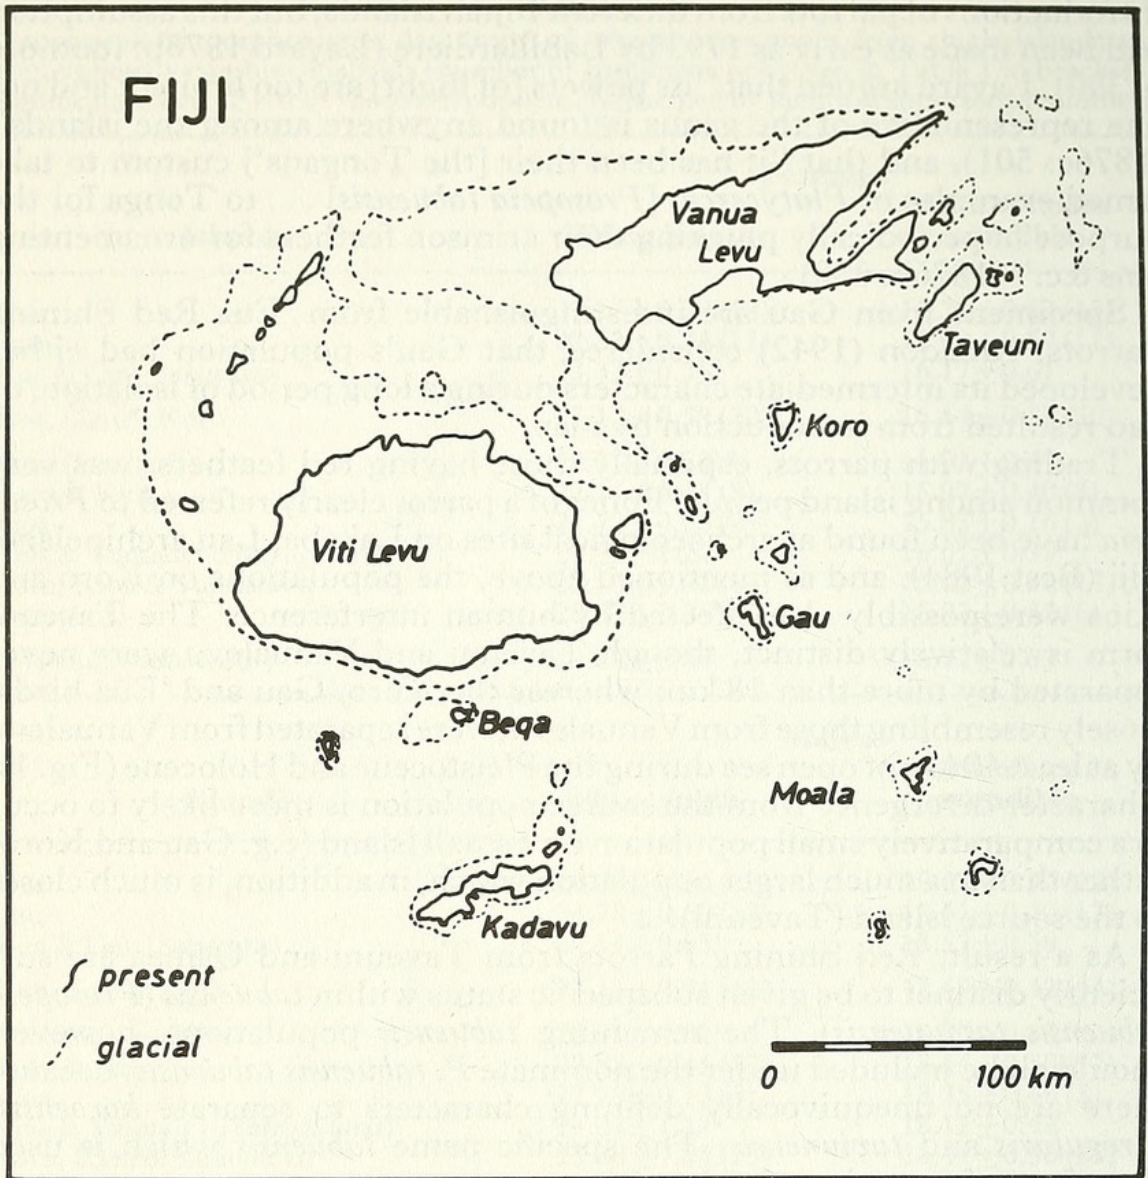 FIJI
Vanua
Levu
Taveuni
Koro
Viti Levu
Gau
Beqa
Moala
Kadavu
present
glacial
0 100 km